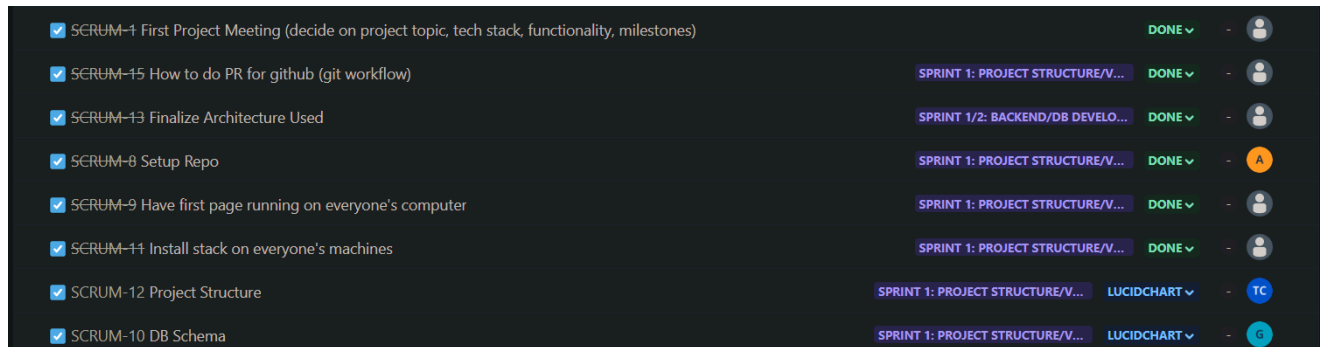 SCRUM-1 First Project Meeting (decide on project topic, tech stack, functionality, milestones) DONE -
SCRUM-15 How to do PR for github (git workflow) SPRINT 1: PROJECT STRUCTURE/V... DONE -
SCRUM-13 Finalize Architecture Used SPRINT 1/2: BACKEND/DB DEVELO... DONE -
SCRUM-8 Setup Repo SPRINT 1: PROJECT STRUCTURE/V... DONE - A
SCRUM-9 Have first page running on everyone's computer SPRINT 1: PROJECT STRUCTURE/V... DONE -
SCRUM-11 Install stack on everyone's machines SPRINT 1: PROJECT STRUCTURE/V... DONE -
SCRUM-12 Project Structure SPRINT 1: PROJECT STRUCTURE/V... LUCIDCHART - TC
SCRUM-10 DB Schema SPRINT 1: PROJECT STRUCTURE/V... LUCIDCHART - G